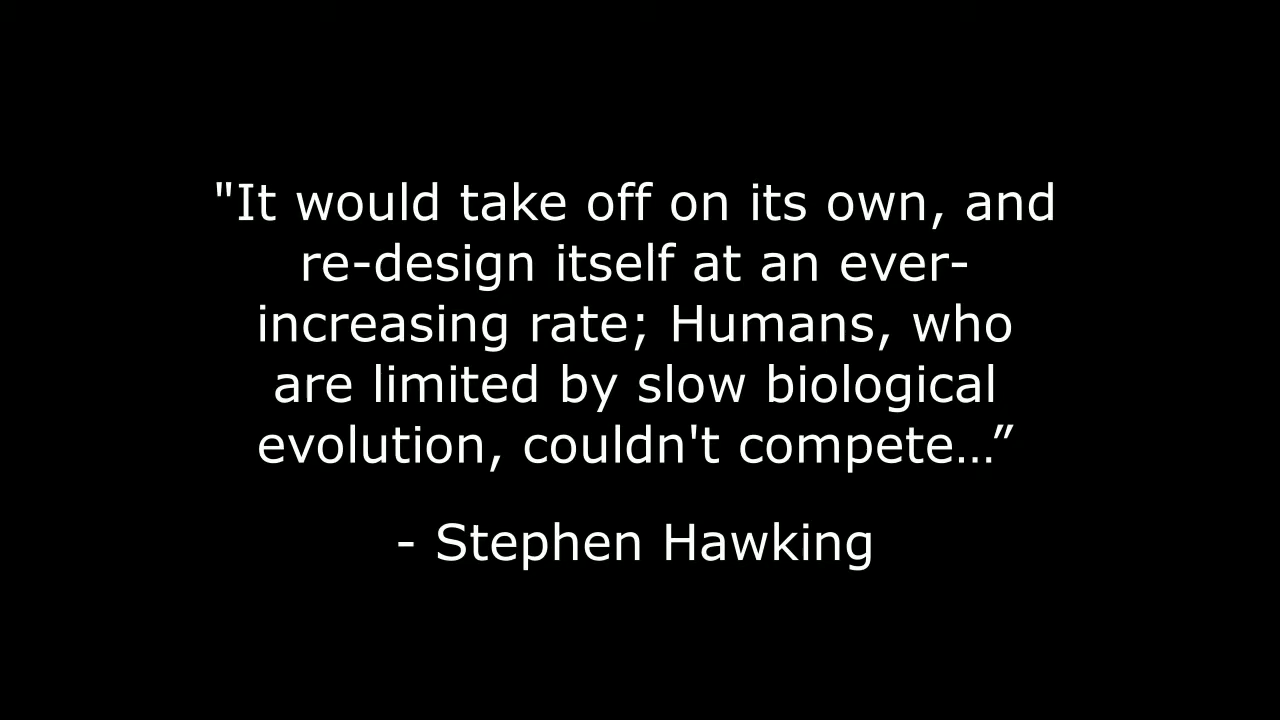 "It would take off on its own, and
re-design itself at an ever-
increasing rate; Humans, who
are limited by slow biological
evolution, couldn't compete…”
- Stephen Hawking